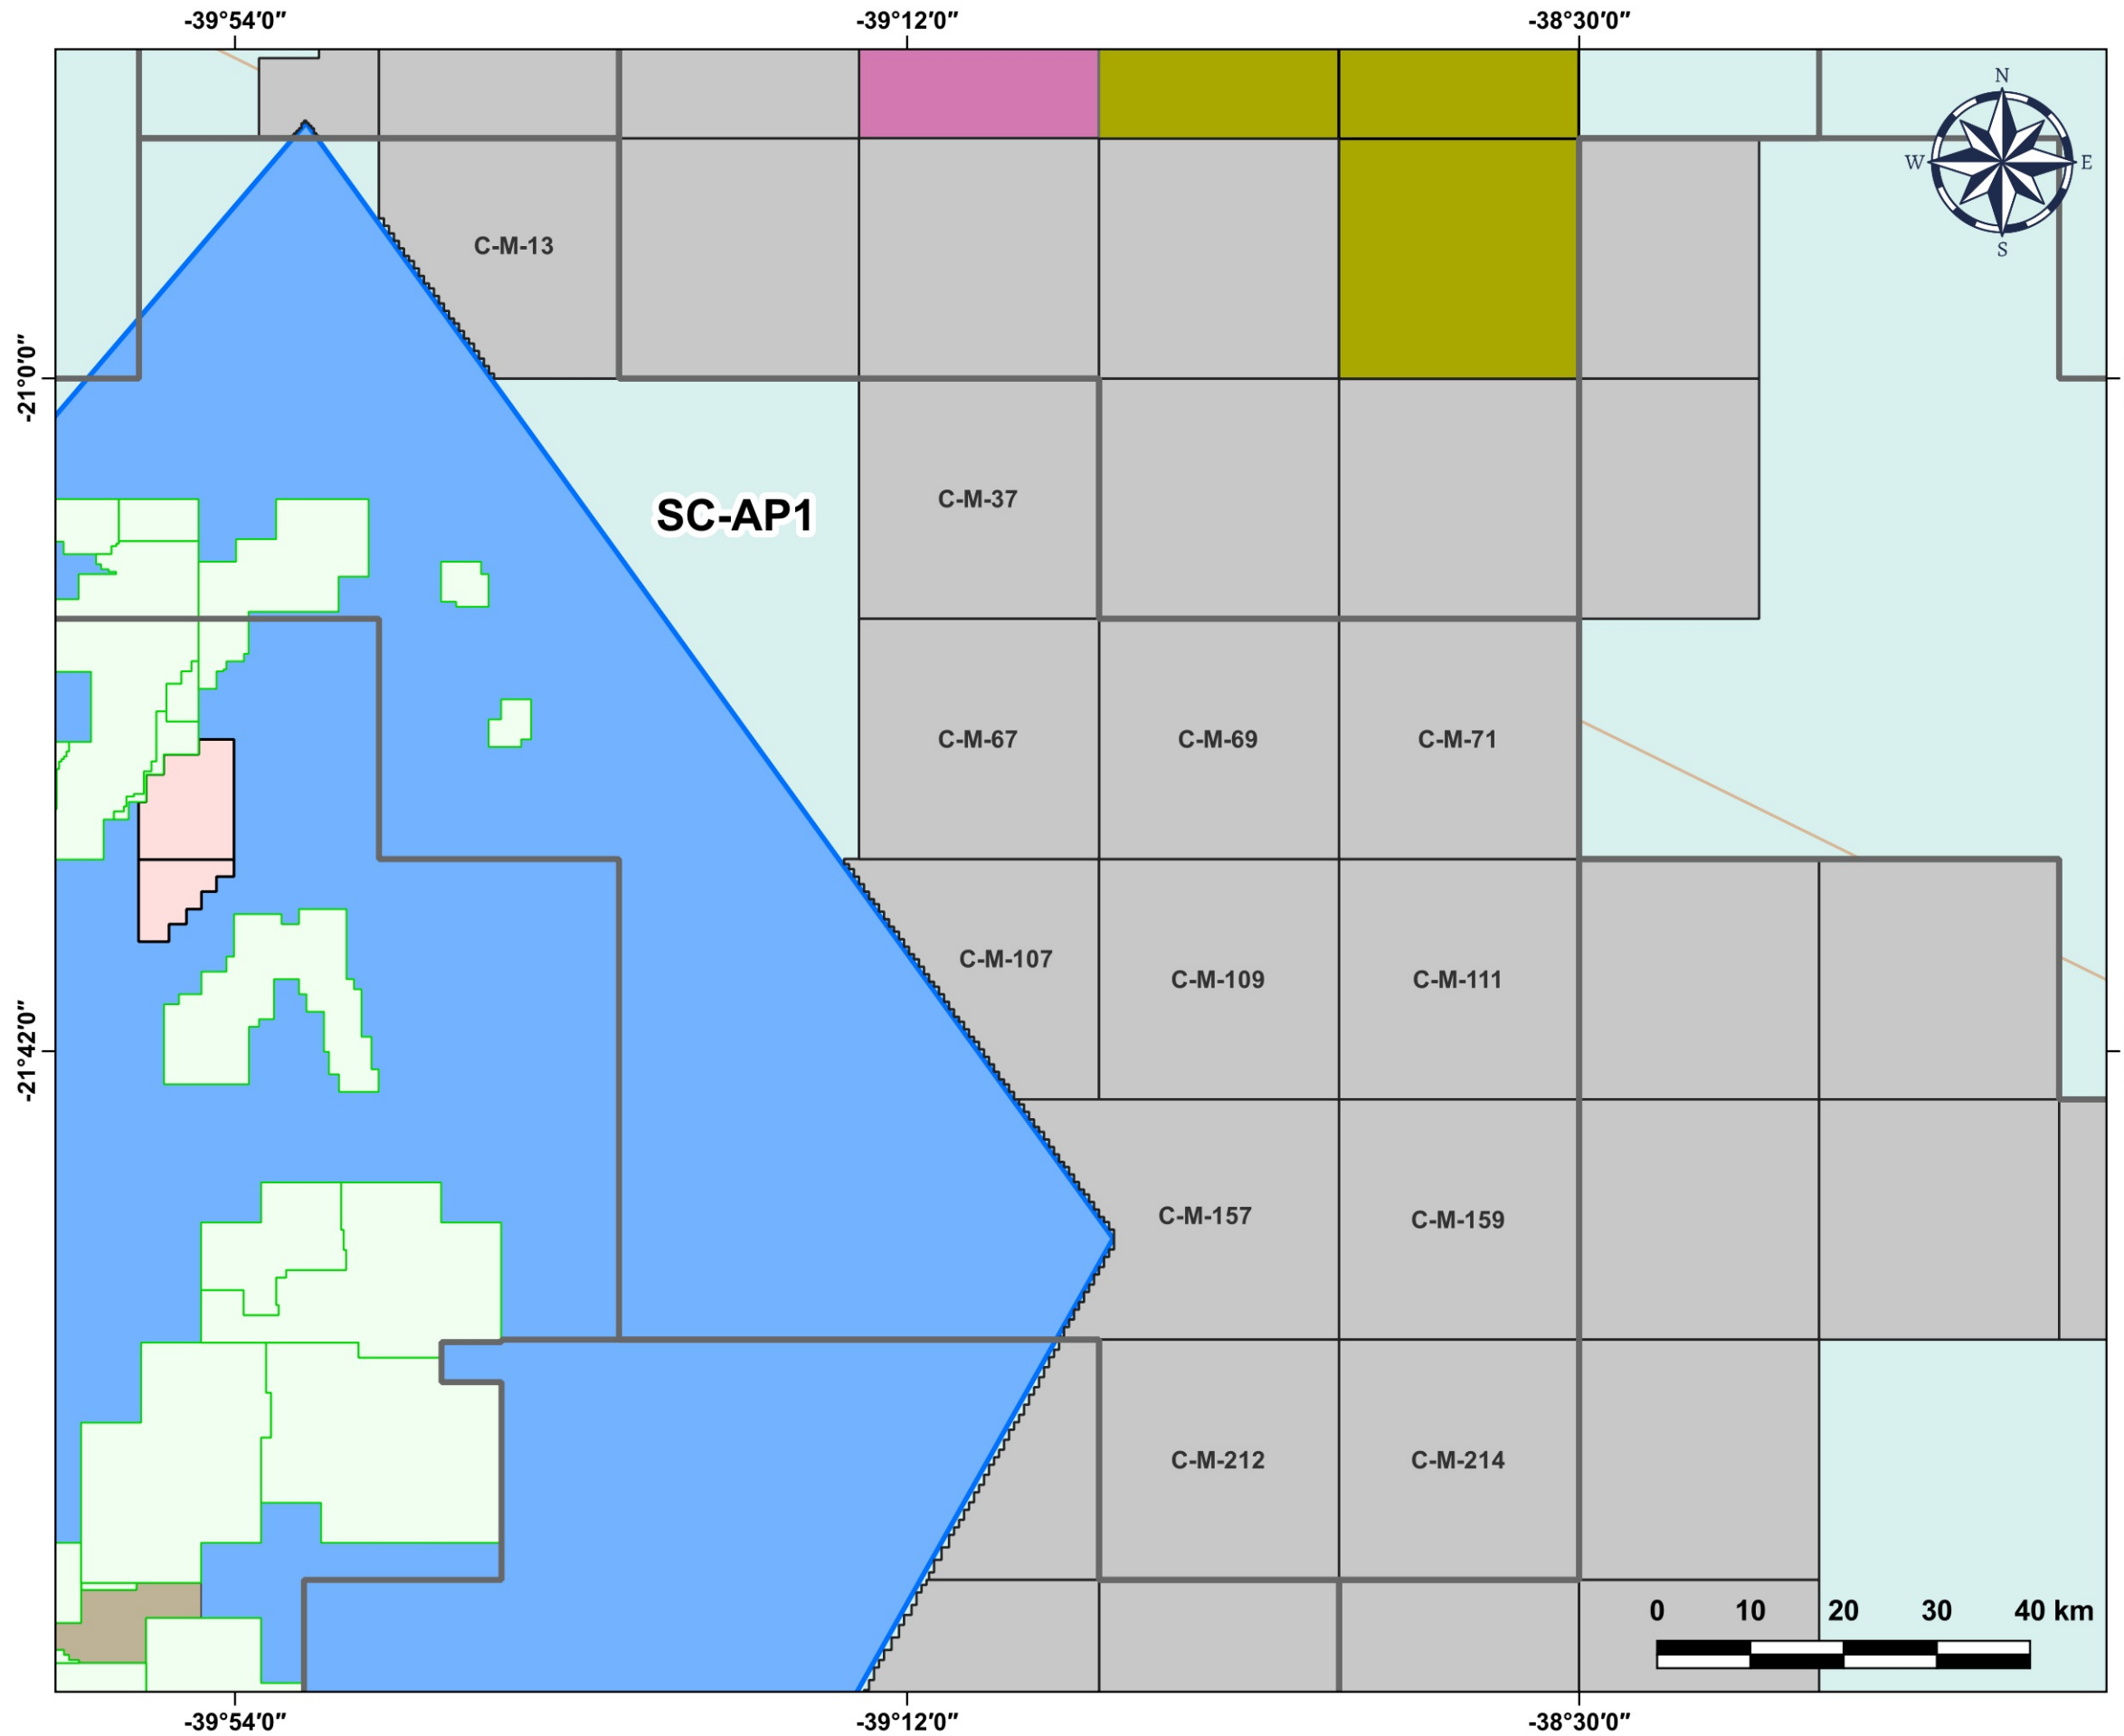 -39°54′0″ -39°12′0″ -38°30′0″
N
W E
S
C-M-13
-21°0′0″
C-M-37
SC-AP1
C-M-67 C-M-69 C-M-71
C-M-107
C-M-109 C-M-111
-21°42′0″
C-M-157
C-M-159
C-M-212 C-M-214
0 10 20 30 40 km
-39°54′0″ -39°12′0″ -38°30′0″